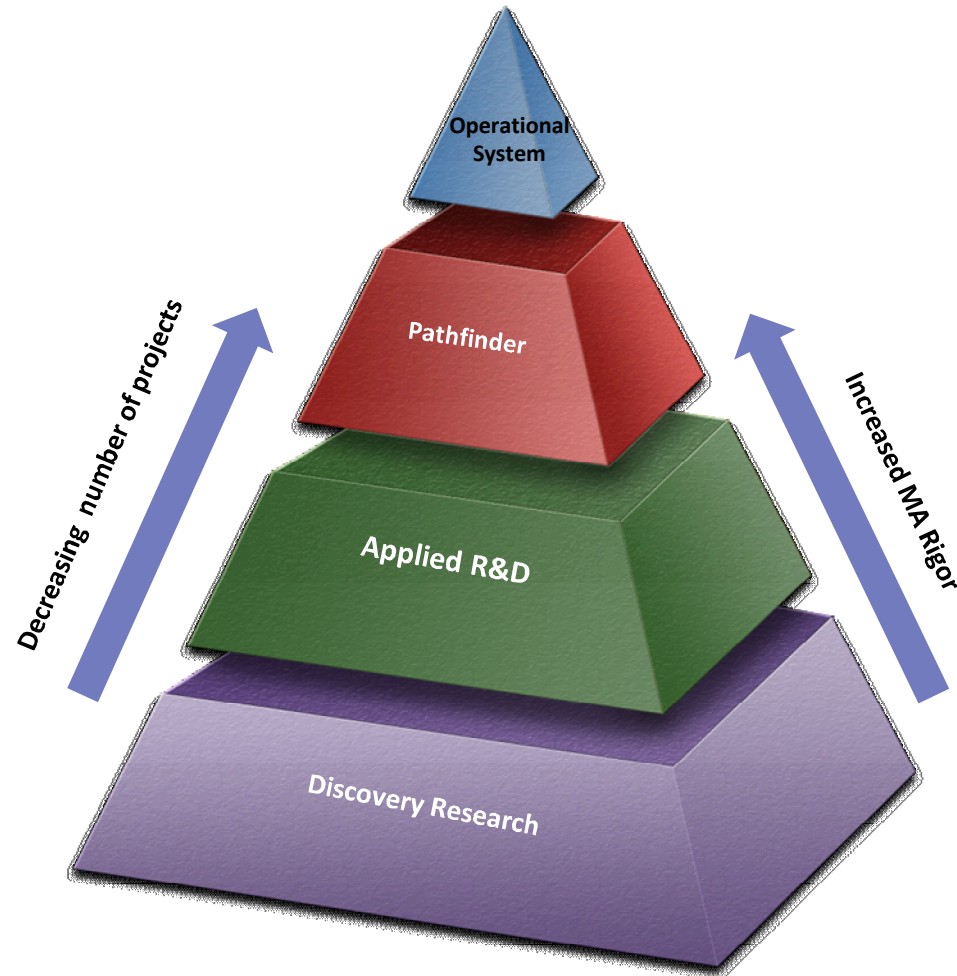 Operational
System
Pathfinder
Applied R&D
Discovery Research
Decreasing number of projects
Increased MA Rigor